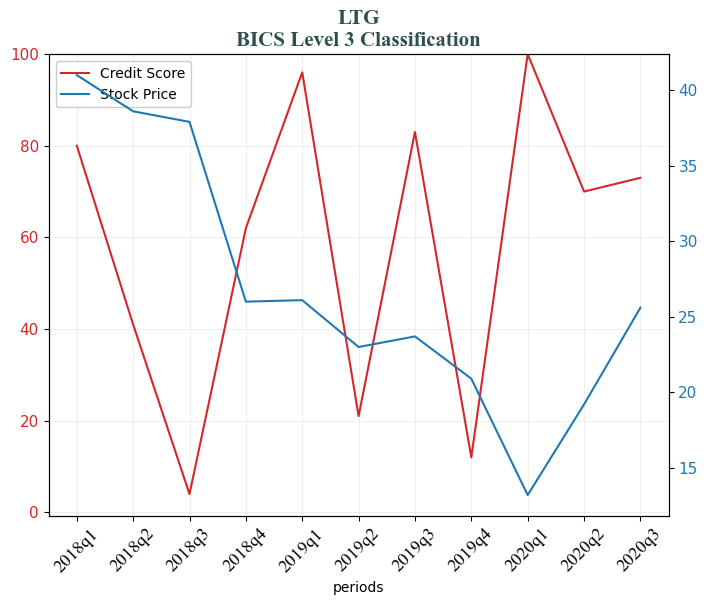 LTG
BICS Level 3 Classification
Credit Score
Stock Price
100
80
60
40
20
0
40
35
30
25
20
15
2018q1
2018q2
2018q3
2018q4
2019q1
2019q2
2019q3
2019q4
2020q1
2020q2
2020q3
periods